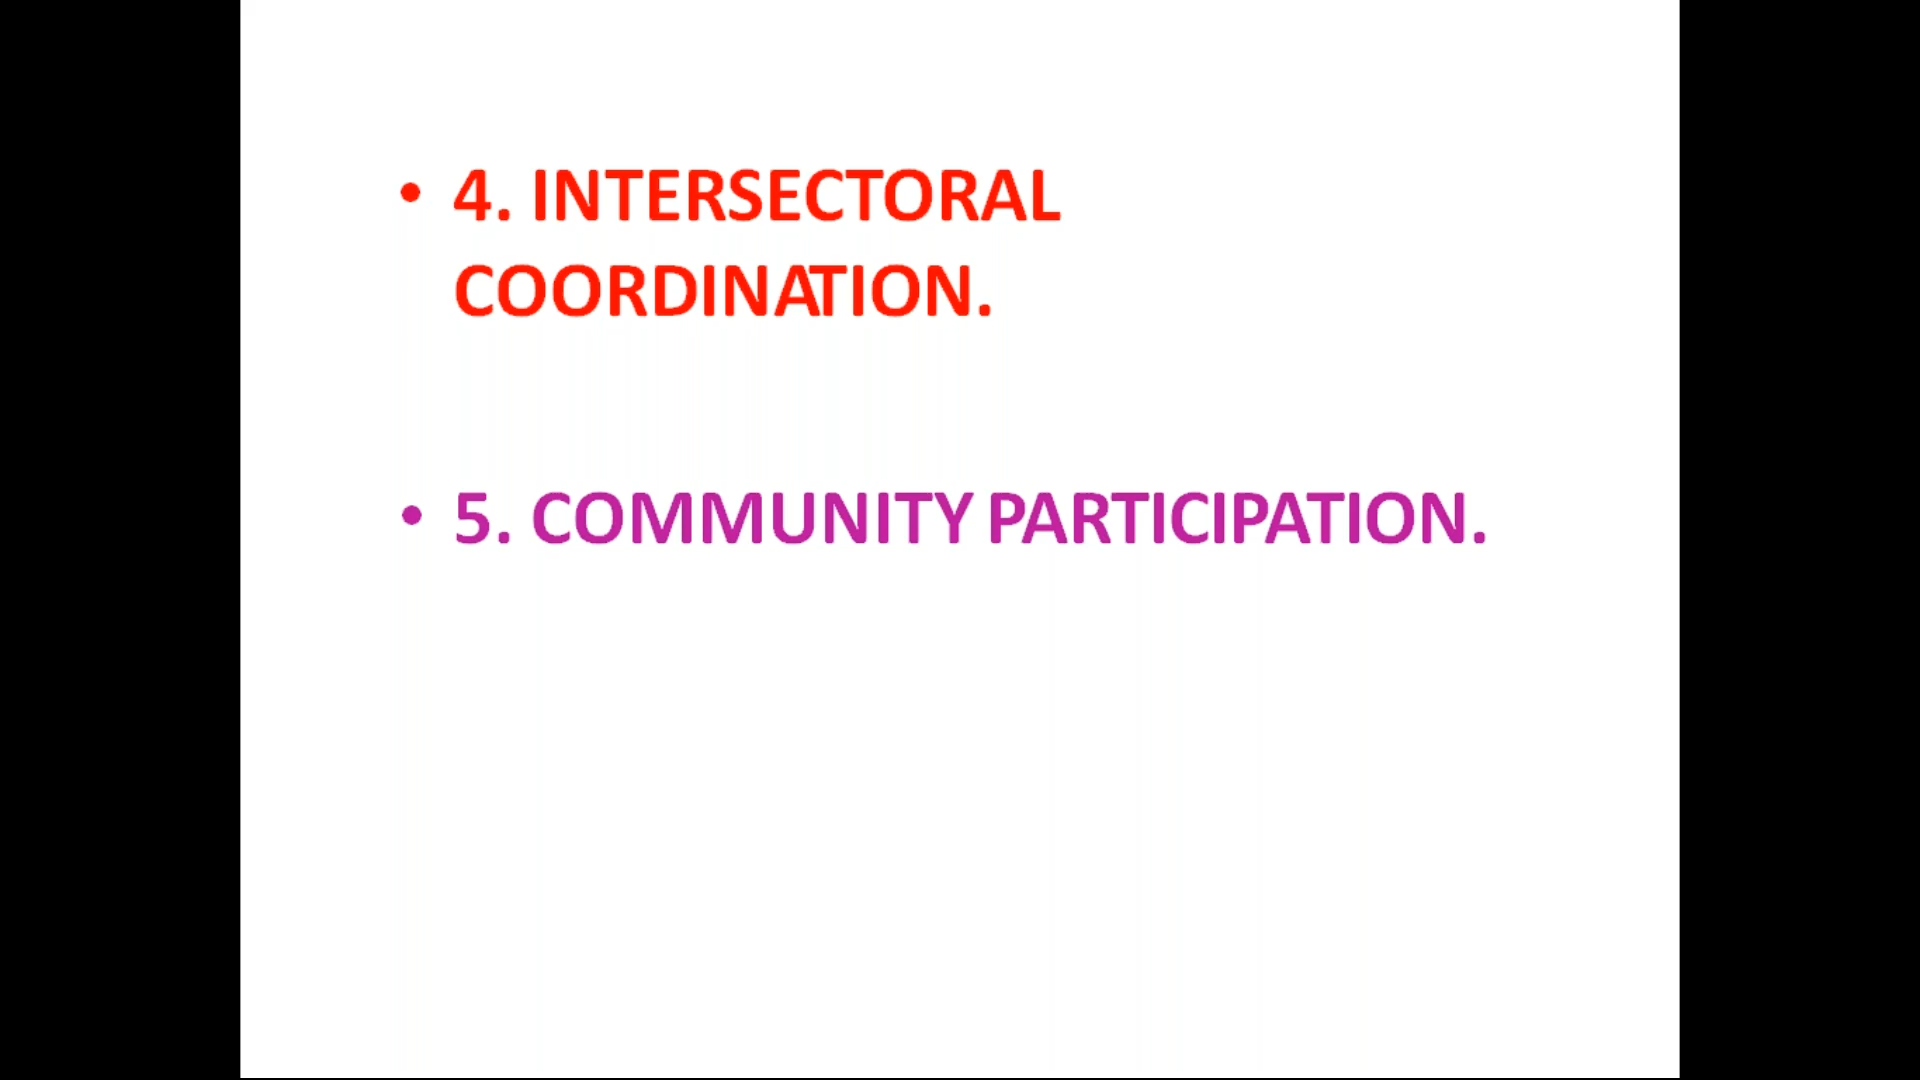 • 4. INTERSECTORAL
COORDINATION.
• 5. COMMUNITY PARTICIPATION.